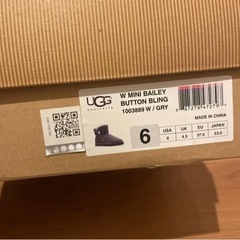 UGG
australia
W MINI BAILEY
BUTTON BLING
1003889 W / GRY
6
MADE IN CHINA
USA UK EU JAPAN
6 4.5 37.0 23.0